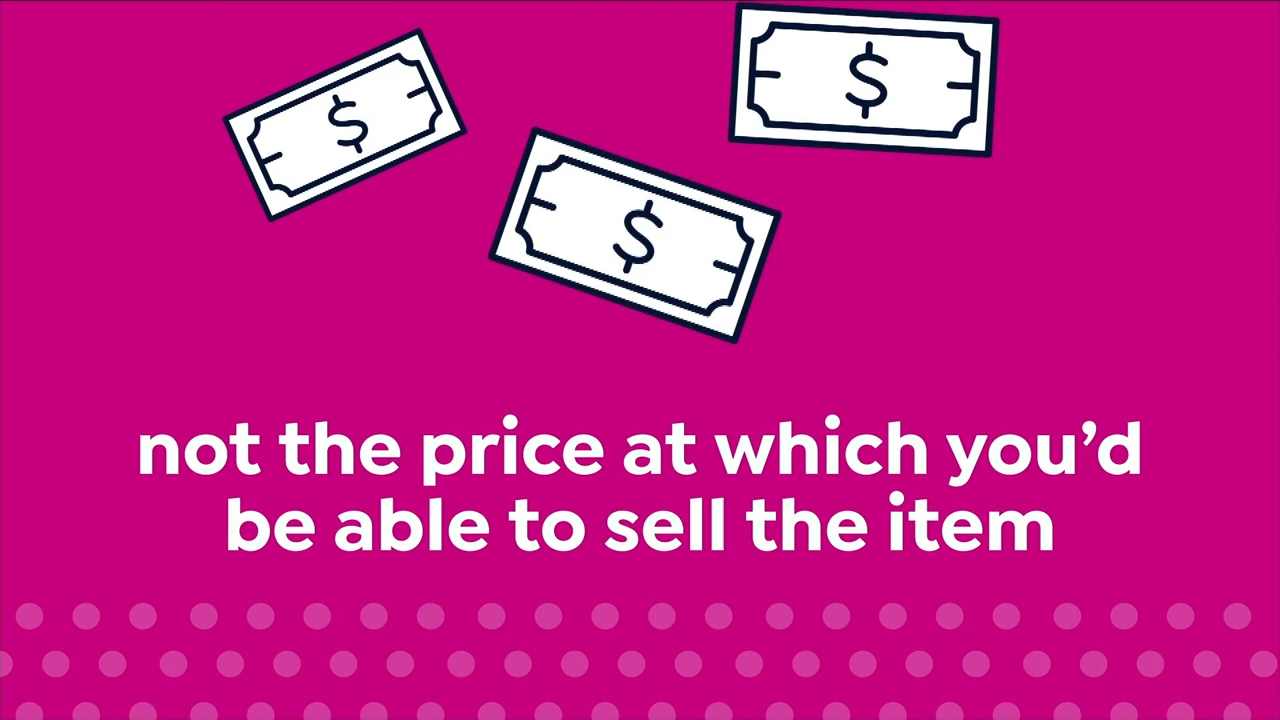 $
$
$
not the price at which you’d
be able to sell the item